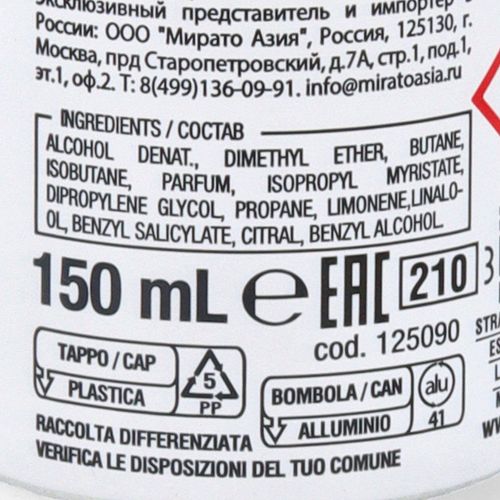 эксклюзивный представитель и импортер в
России: ООО "Мирато Азия", Россия, 125130, г.
Москва, прд Старопетровский, д.7А, стр.1, под.1,
эт.1, оф.2. Т: 8(499)136-09-91. info@miratoasia.ru
INGREDIENTS / СОСТАВ
ALCOHOL DENAT., DIMETHYL ETHER, BUTANE,
ISOBUTANE, PARFUM, ISOPROPYL MYRISTATE,
DIPROPYLENE GLYCOL, PROPANE, LIMONENE,LINALO-
OL, BENZYL SALICYLATE, CITRAL, BENZYL ALCOHOL.
150 mL ℮ EAC 210
cod. 125090
TAPPO / CAP
PLASTICA
5
PP
BOMBOLA / CAN
ALLUMINIO
alu
41
RACCOLTA DIFFERENZIATA
VERIFICA LE DISPOSIZIONI DEL TUO COMUNE